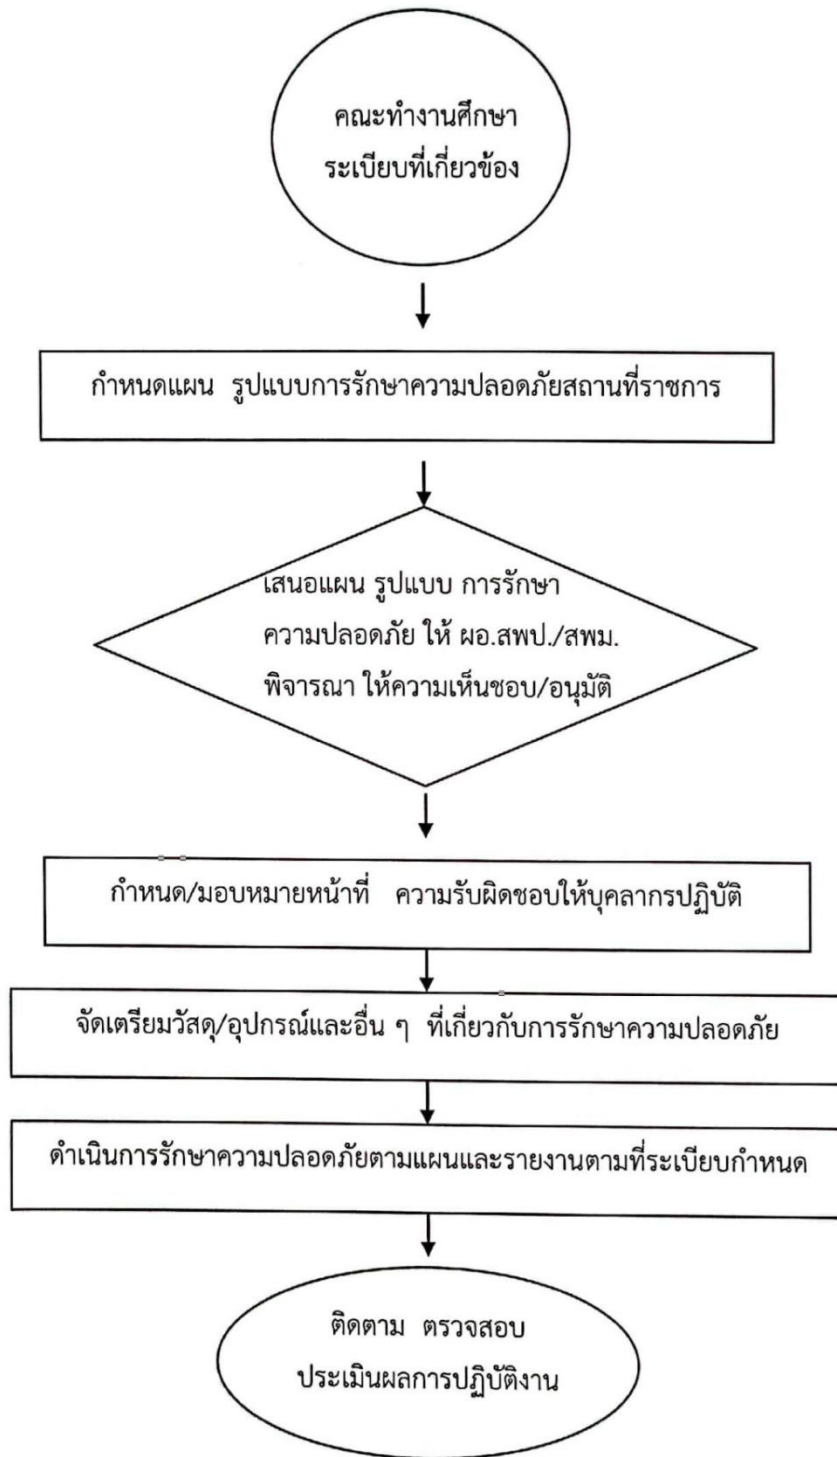 คณะทำงานศึกษา
ระเบียบที่เกี่ยวข้อง
กำหนดแผน รูปแบบการรักษาความปลอดภัยสถานที่ราชการ
เสนอแผน รูปแบบ การรักษา
ความปลอดภัย ให้ ผอ.สพป./สพม.
พิจารณา ให้ความเห็นชอบ/อนุมัติ
กำหนด/มอบหมายหน้าที่ ความรับผิดชอบให้บุคลากรปฏิบัติ
จัดเตรียมวัสดุ/อุปกรณ์และอื่น ๆ ที่เกี่ยวกับการรักษาความปลอดภัย
ดำเนินการรักษาความปลอดภัยตามแผนและรายงานตามที่ระเบียบกำหนด
ติดตาม ตรวจสอบ
ประเมินผลการปฏิบัติงาน